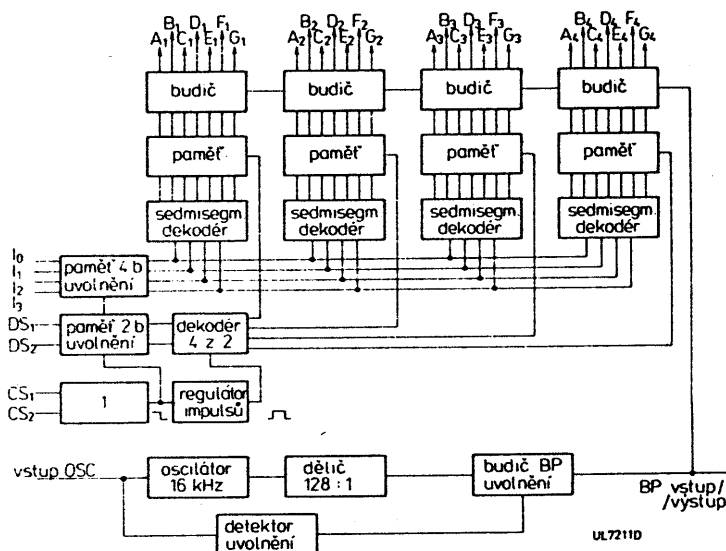 A₁ B₁ C₁ D₁ E₁ F₁ G₁
A₂ B₂ C₂ D₂ E₂ F₂ G₂
A₃ B₃ C₃ D₃ E₃ F₃ G₃
A₄ B₄ C₄ D₄ E₄ F₄ G₄
budič
budič
budič
budič
paměť
paměť
paměť
paměť
sedmisegm.
dekodér
sedmisegm.
dekodér
sedmisegm.
dekodér
sedmisegm.
dekodér
I₀
I₁
I₂
I₃
paměť 4 b
uvolnění
DS₁
DS₂
paměť 2 b
uvolnění
dekodér
4 z 2
CS₁
CS₂
1
regulátor
impulsů
vstup OSC
oscilátor
16 kHz
dělič
128 : 1
budič BP
uvolnění
BP vstup/
/výstup
detektor
uvolnění
UL7211D